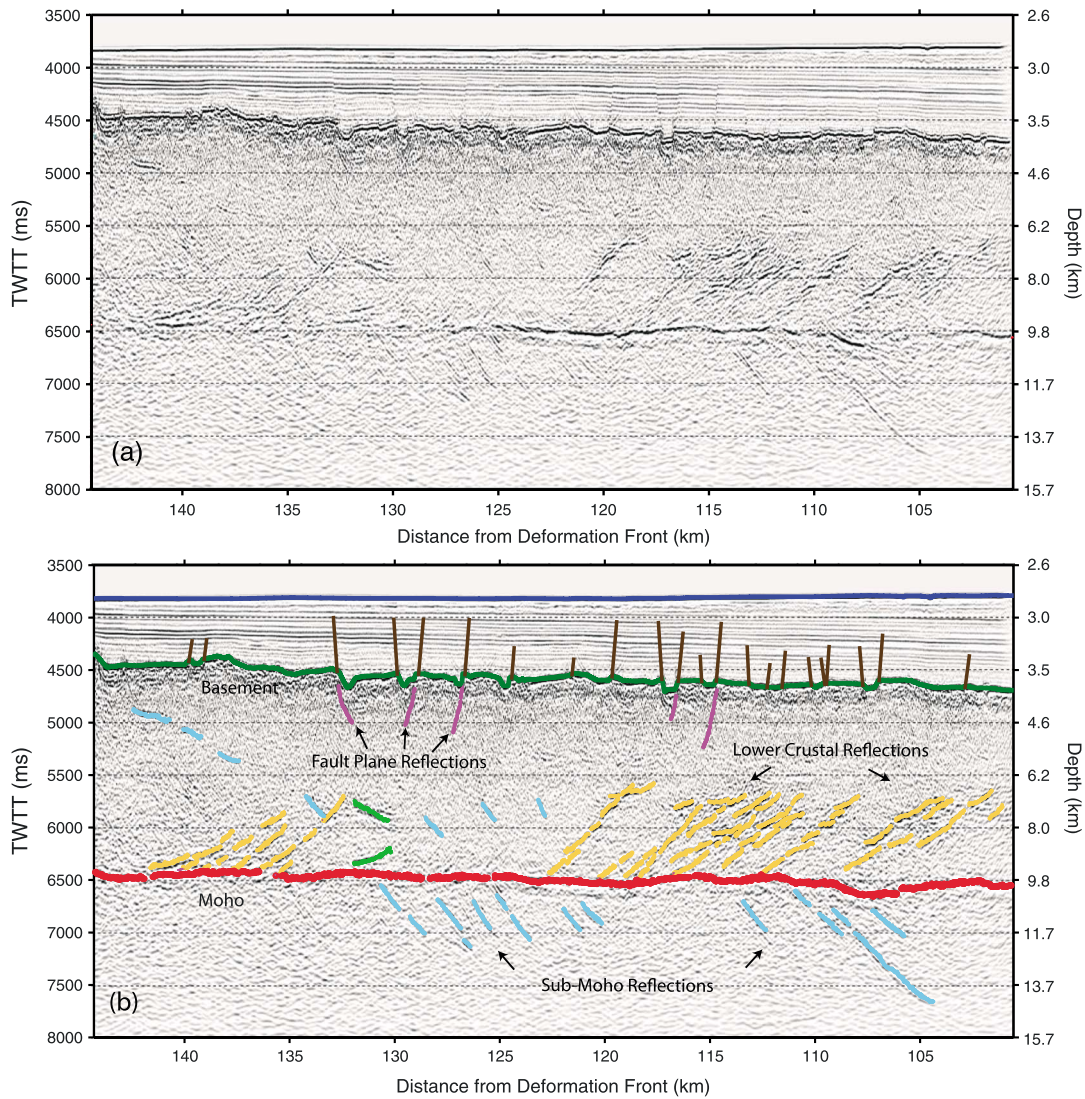 3500
4000
4500
5000
5500
6000
6500
7000
7500
8000
TWTT (ms)
2.6
3.0
3.5
4.6
6.2
8.0
9.8
11.7
13.7
15.7
Depth (km)
(a)
140 135 130 125 120 115 110 105
Distance from Deformation Front (km)
3500
4000
4500
5000
5500
6000
6500
7000
7500
8000
TWTT (ms)
2.6
3.0
3.5
4.6
6.2
8.0
9.8
11.7
13.7
15.7
Depth (km)
Basement
Fault Plane Reflections
Lower Crustal Reflections
Moho
Sub-Moho Reflections
(b)
140 135 130 125 120 115 110 105
Distance from Deformation Front (km)